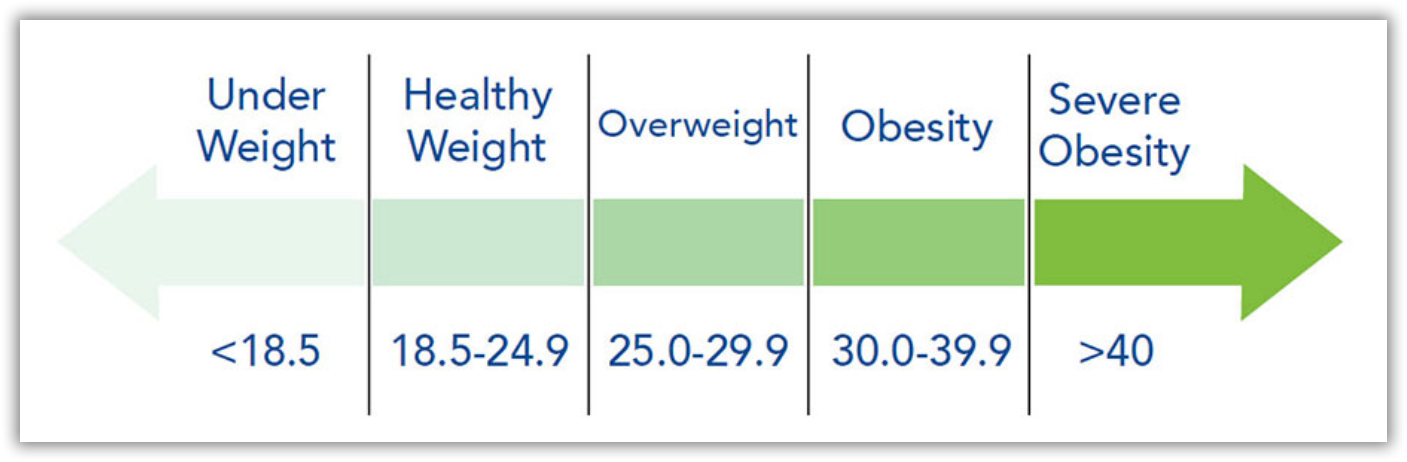 Under
Weight
Healthy
Weight
Overweight
Obesity
Severe
Obesity
<18.5
18.5-24.9
25.0-29.9
30.0-39.9
>40